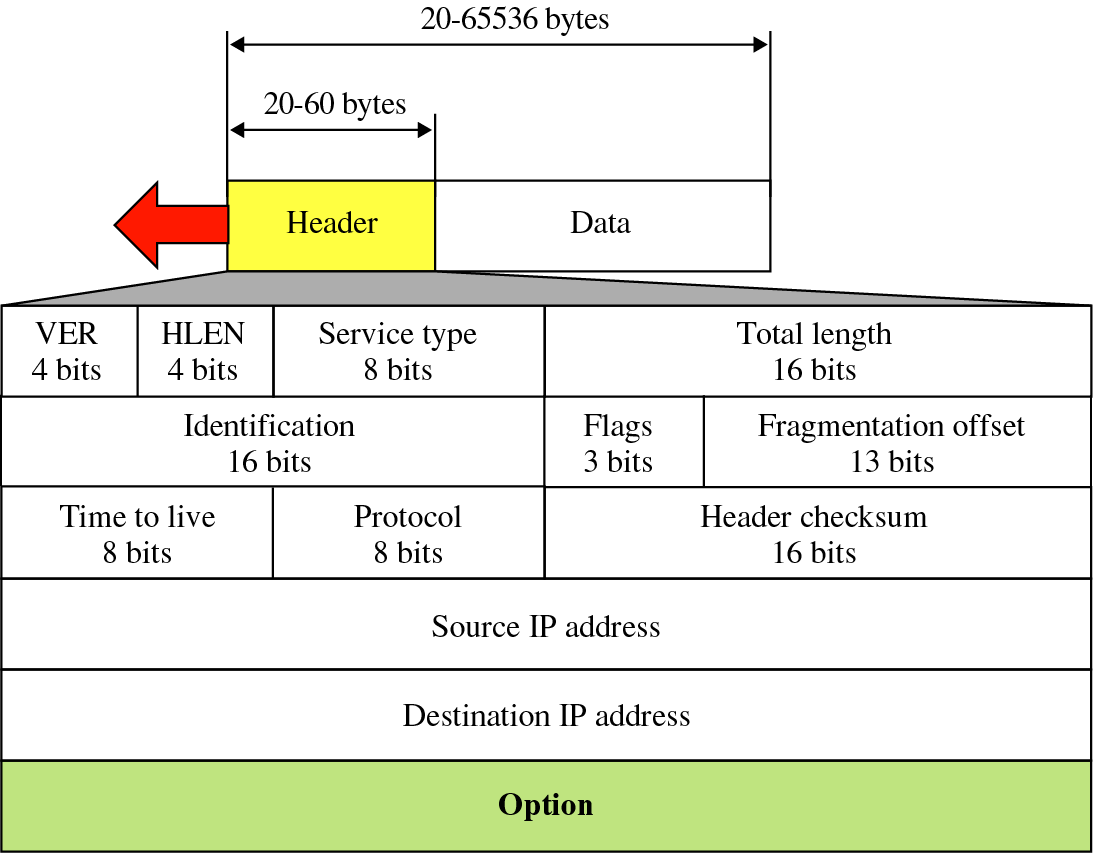 20-65536 bytes
20-60 bytes
Header
Data
VER
4 bits
HLEN
4 bits
Service type
8 bits
Total length
16 bits
Identification
16 bits
Flags
3 bits
Fragmentation offset
13 bits
Time to live
8 bits
Protocol
8 bits
Header checksum
16 bits
Source IP address
Destination IP address
Option